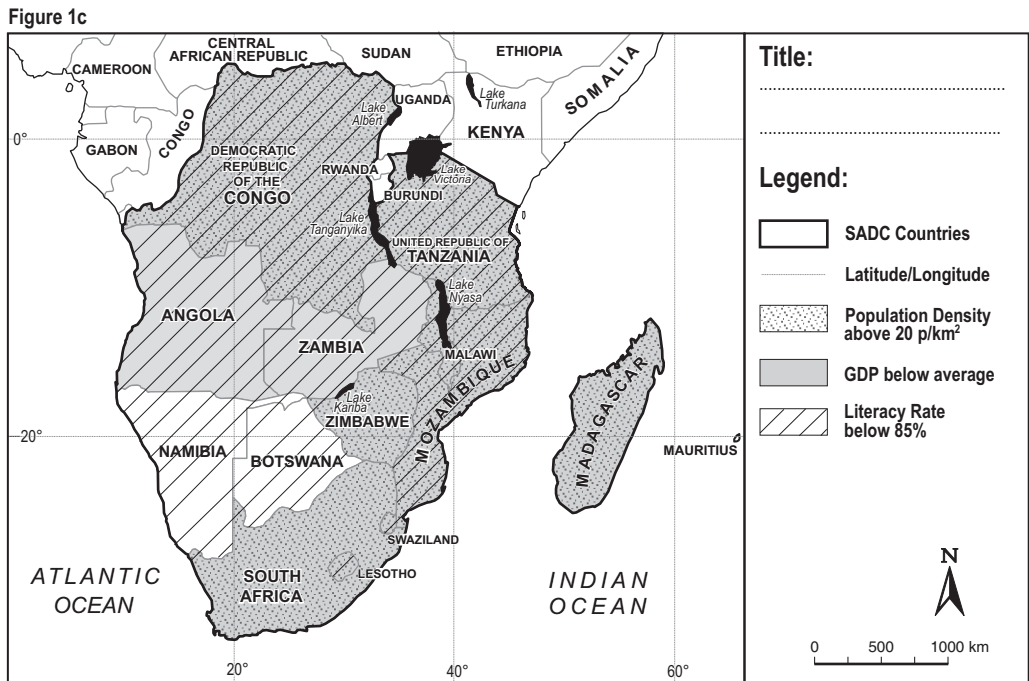 Figure 1c
CENTRAL
AFRICAN REPUBLIC
SUDAN
ETHIOPIA
CAMEROON
SOMALIA
Lake
Turkana
UGANDA
Lake
Albert
KENYA
0°
GABON
CONGO
DEMOCRATIC
REPUBLIC
OF THE
CONGO
RWANDA
Lake
Victoria
BURUNDI
Lake
Tanganyika
UNITED REPUBLIC OF
TANZANIA
Lake
Nyasa
ANGOLA
ZAMBIA
MALAWI
Lake
Kariba
ZIMBABWE
MOZAMBIQUE
MADAGASCAR
20°
NAMIBIA
BOTSWANA
MAURITIUS
SWAZILAND
LESOTHO
SOUTH
AFRICA
ATLANTIC
OCEAN
INDIAN
OCEAN
20°
40°
60°
Title:
Legend:
SADC Countries
Latitude/Longitude
Population Density
above 20 p/km²
GDP below average
Literacy Rate
below 85%
N
0 500 1000 km